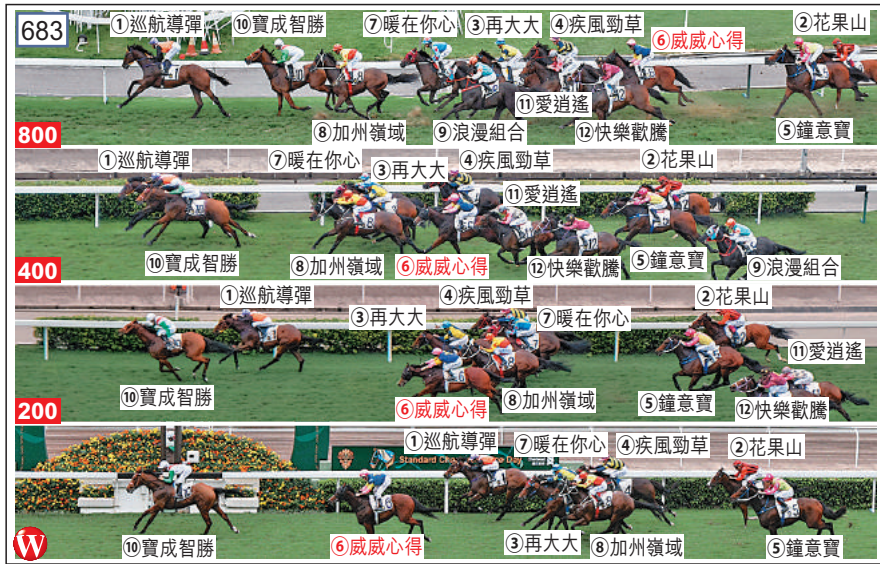 683
①巡航導彈 ⑩寶成智勝 ⑦暖在你心 ③再大大 ④疾風勁草 ⑥威威心得 ②花果山
800 ⑧加州嶺域 ⑨浪漫組合 ⑪愛逍遙 ⑫快樂歡騰 ⑤鐘意寶
①巡航導彈 ⑦暖在你心 ③再大大 ④疾風勁草 ⑪愛逍遙 ②花果山
400 ⑩寶成智勝 ⑧加州嶺域 ⑥威威心得 ⑫快樂歡騰 ⑤鐘意寶 ⑨浪漫組合
①巡航導彈 ③再大大 ④疾風勁草 ⑦暖在你心 ②花果山 ⑪愛逍遙
200 ⑩寶成智勝 ⑥威威心得 ⑧加州嶺域 ⑤鐘意寶 ⑫快樂歡騰
①巡航導彈 ⑦暖在你心 ④疾風勁草 ②花果山
Standard Day
W ⑩寶成智勝 ⑥威威心得 ③再大大 ⑧加州嶺域 ⑤鐘意寶